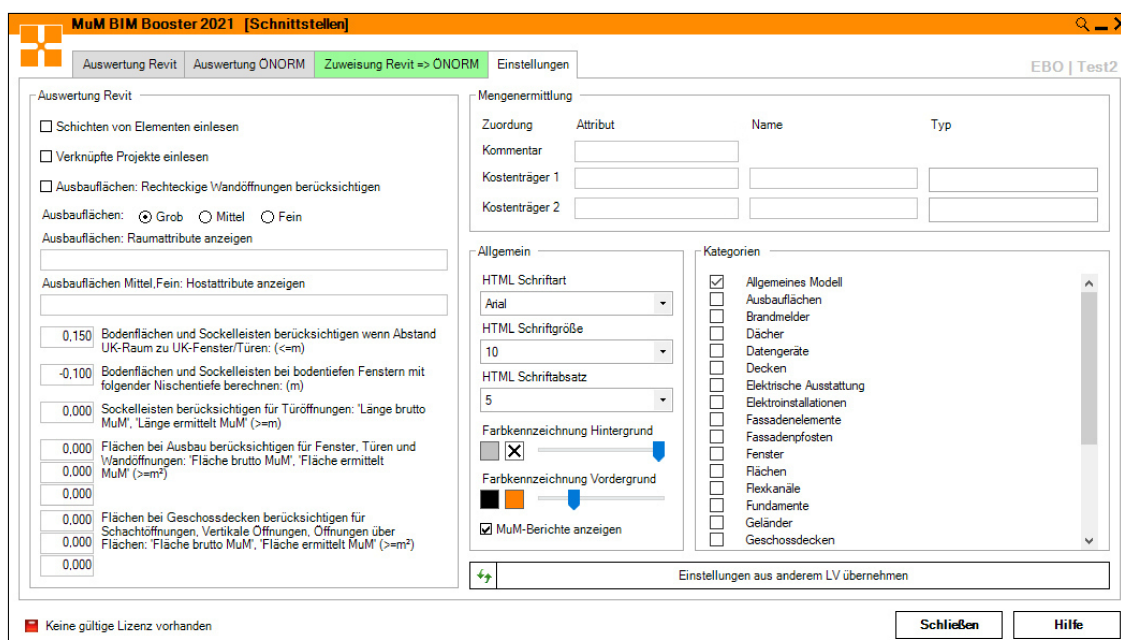 MuM BIM Booster 2021 [Schnittstellen]
Auswertung Revit
Auswertung ÖNORM
Zuweisung Revit => ÖNORM
Einstellungen
EBO | Test2
Auswertung Revit
Schichten von Elementen einlesen
Verknüpfte Projekte einlesen
Ausbauflächen: Rechteckige Wandöffnungen berücksichtigen
Ausbauflächen: Grob Mittel Fein
Ausbauflächen: Raumattribute anzeigen
Ausbauflächen Mittel,Fein: Hostattribute anzeigen
0,150 Bodenflächen und Sockelleisten berücksichtigen wenn Abstand
UK-Raum zu UK-Fenster/Türen: (<=m)
-0,100 Bodenflächen und Sockelleisten bei bodentiefen Fenstern mit
folgender Nischentiefe berechnen: (m)
0,000 Sockelleisten berücksichtigen für Türöffnungen: 'Länge brutto
MuM', 'Länge ermittelt MuM' (>=m)
0,000 Flächen bei Ausbau berücksichtigen für Fenster, Türen und
Wandöffnungen: 'Fläche brutto MuM', 'Fläche ermittelt
0,000 MuM' (>=m²)
0,000
0,000 Flächen bei Geschossdecken berücksichtigen für
Schachtöffnungen, Vertikale Öffnungen, Öffnungen über
0,000 Flächen: 'Fläche brutto MuM', 'Fläche ermittelt MuM' (>=m²)
0,000
Mengenermittlung
Zuordung Attribut Name Typ
Kommentar
Kostenträger 1
Kostenträger 2
Allgemein
HTML Schriftart
Arial
HTML Schriftgröße
10
HTML Schriftabsatz
5
Farbkennzeichnung Hintergrund
Farbkennzeichnung Vordergrund
MuM-Berichte anzeigen
Kategorien
Allgemeines Modell
Ausbauflächen
Brandmelder
Dächer
Datengeräte
Decken
Elektrische Ausstattung
Elektroinstallationen
Fassadenelemente
Fassadenpfosten
Fenster
Flächen
Flexkanäle
Fundamente
Geländer
Geschossdecken
Einstellungen aus anderem LV übernehmen
Keine gültige Lizenz vorhanden
Schließen
Hilfe